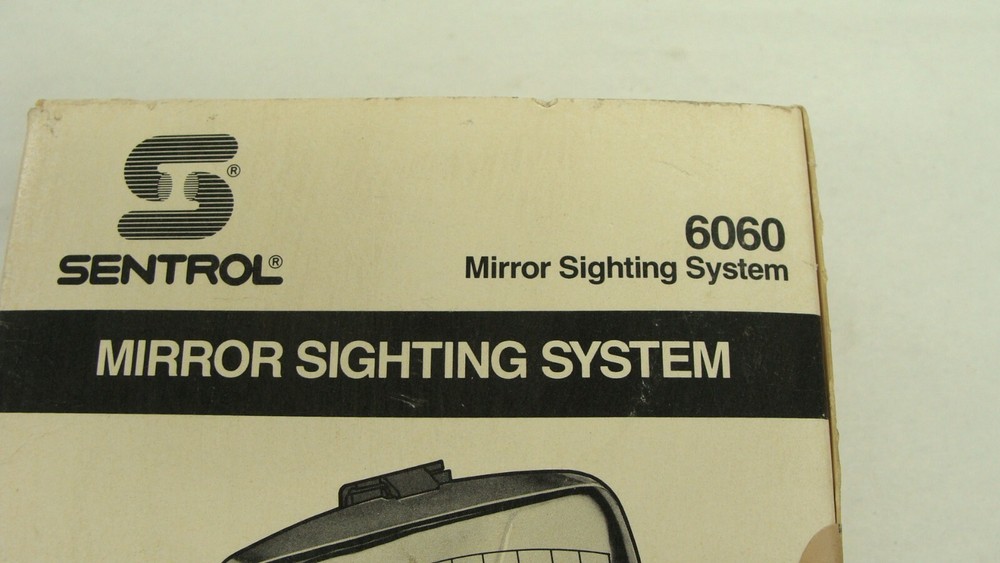 SENTROL®
6060
Mirror Sighting System
MIRROR SIGHTING SYSTEM